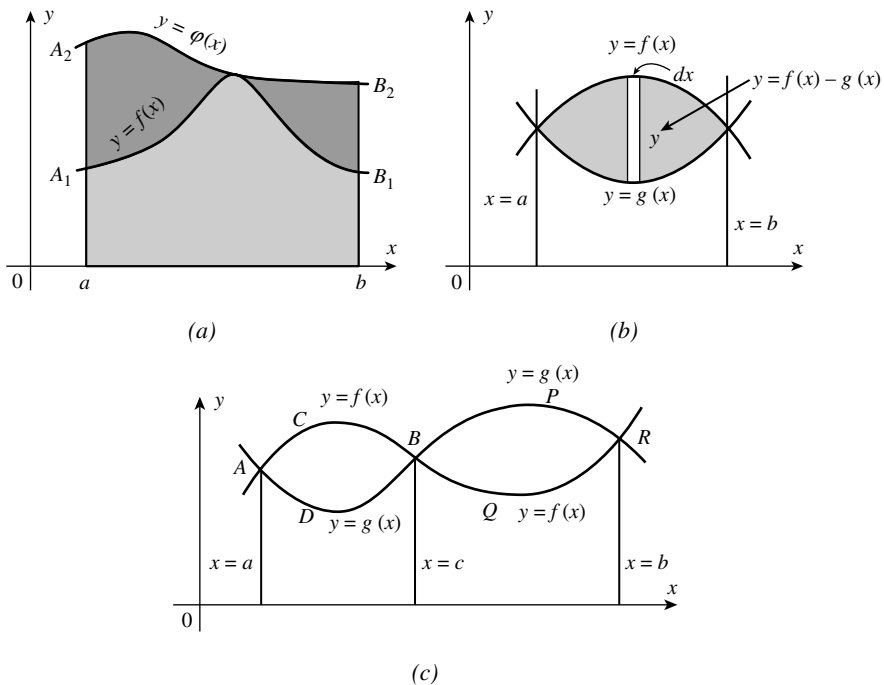 y
A₂
y = φ(x)
B₂
y = f(x)
A₁
B₁
x
0
a
b
(a)
y
y = f (x)
dx
y = f(x) – g (x)
y
y = g (x)
x = a
x = b
x
0
(b)
y
y = f (x)
C
y = g (x)
P
B
A
R
D
y = g (x)
Q
y = f (x)
x = a
x = c
x = b
x
0
(c)